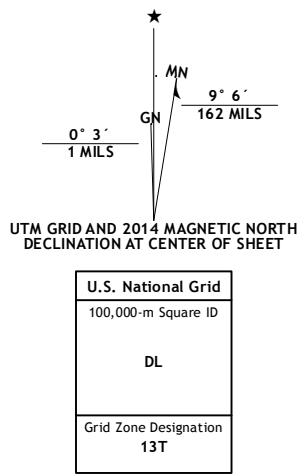 ★
MN
GN
9° 6´
162 MILS
0° 3´
1 MILS
UTM GRID AND 2014 MAGNETIC NORTH
DECLINATION AT CENTER OF SHEET
U.S. National Grid
100,000-m Square ID
DL
Grid Zone Designation
13T